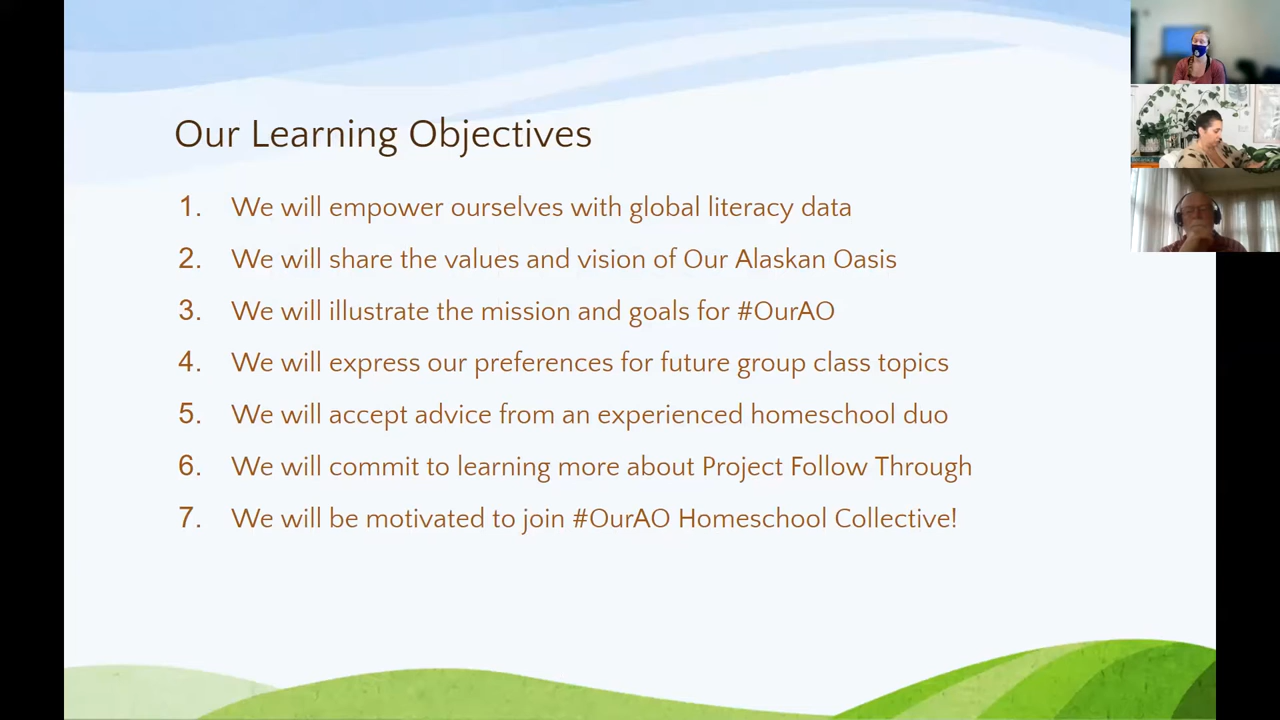 Our Learning Objectives
1. We will empower ourselves with global literacy data
2. We will share the values and vision of Our Alaskan Oasis
3. We will illustrate the mission and goals for #OurAO
4. We will express our preferences for future group class topics
5. We will accept advice from an experienced homeschool duo
6. We will commit to learning more about Project Follow Through
7. We will be motivated to join #OurAO Homeschool Collective!